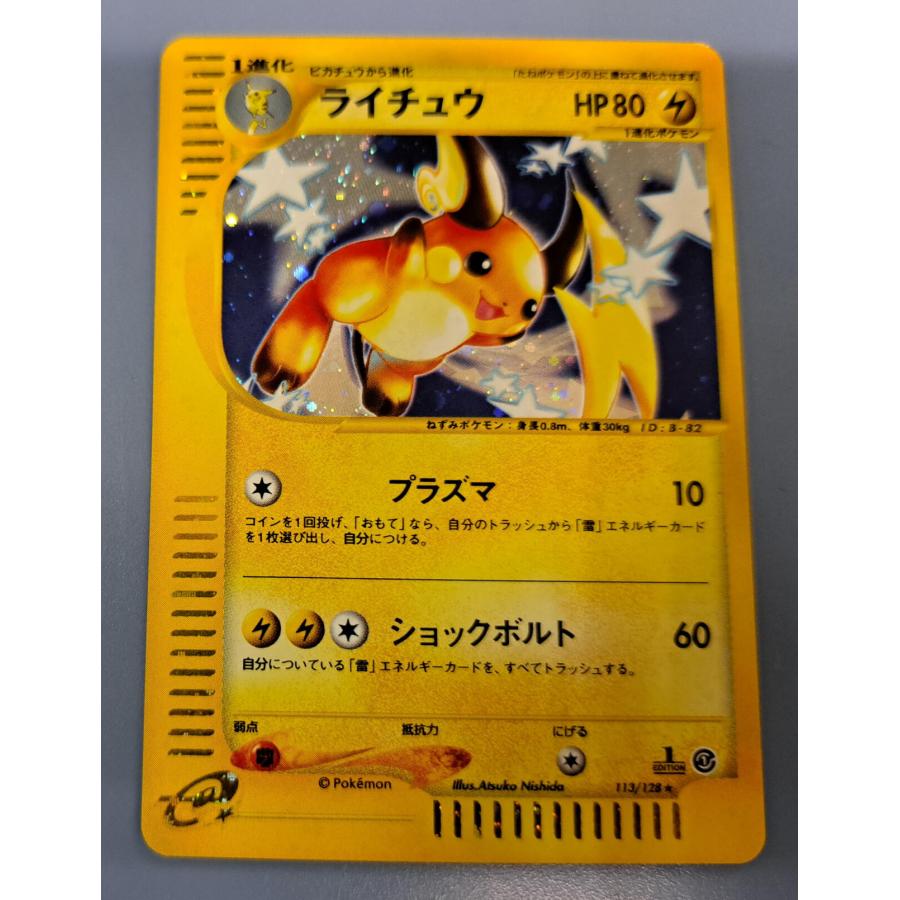 1進化
ピカチュウから進化
「たねポケモン」の上に重ねて進化させます。
ライチュウ
HP80
1進化ポケモン
ねずみポケモン：身長0.8m、体重30kg ID:B-82
プラズマ 10
コインを1回投げ、「おもて」なら、自分のトラッシュから「雷」エネルギーカード
を1枚選び出し、自分につける。
ショックボルト 60
自分についている「雷」エネルギーカードを、すべてトラッシュする。
弱点 抵抗力 にげる
1
EDITION
© Pokémon
Illus.Atsuko Nishida
113/128 ★